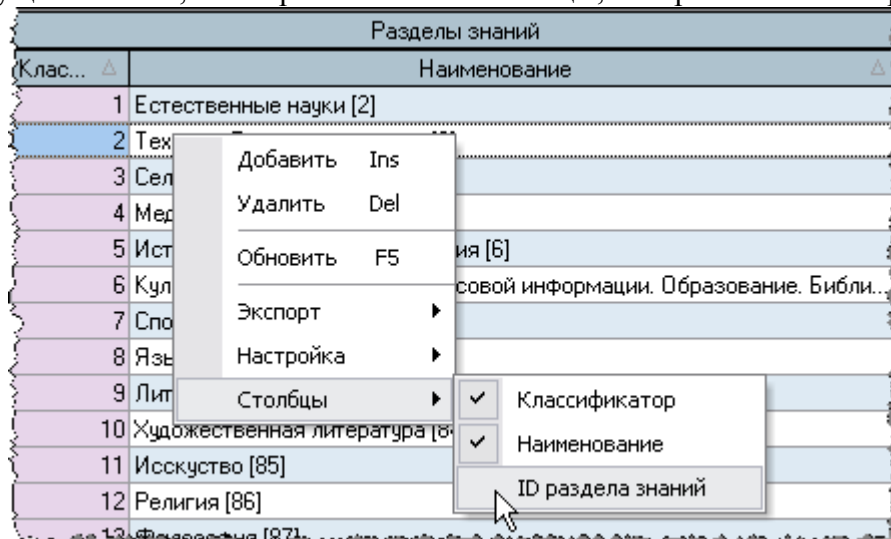 Разделы знаний
Клас... Наименование
1 Естественные науки [2]
2 Тех
3 Сел
4 Мед
5 Ист ия [6]
6 Кул совой информации. Образование. Библи...
7 Спо
8 Язы
9 Лит
10 Художественная литература [84
11 Исскуство [85]
12 Религия [86]
Добавить Ins
Удалить Del
Обновить F5
Экспорт
Настройка
Столбцы
Классификатор
Наименование
ID раздела знаний